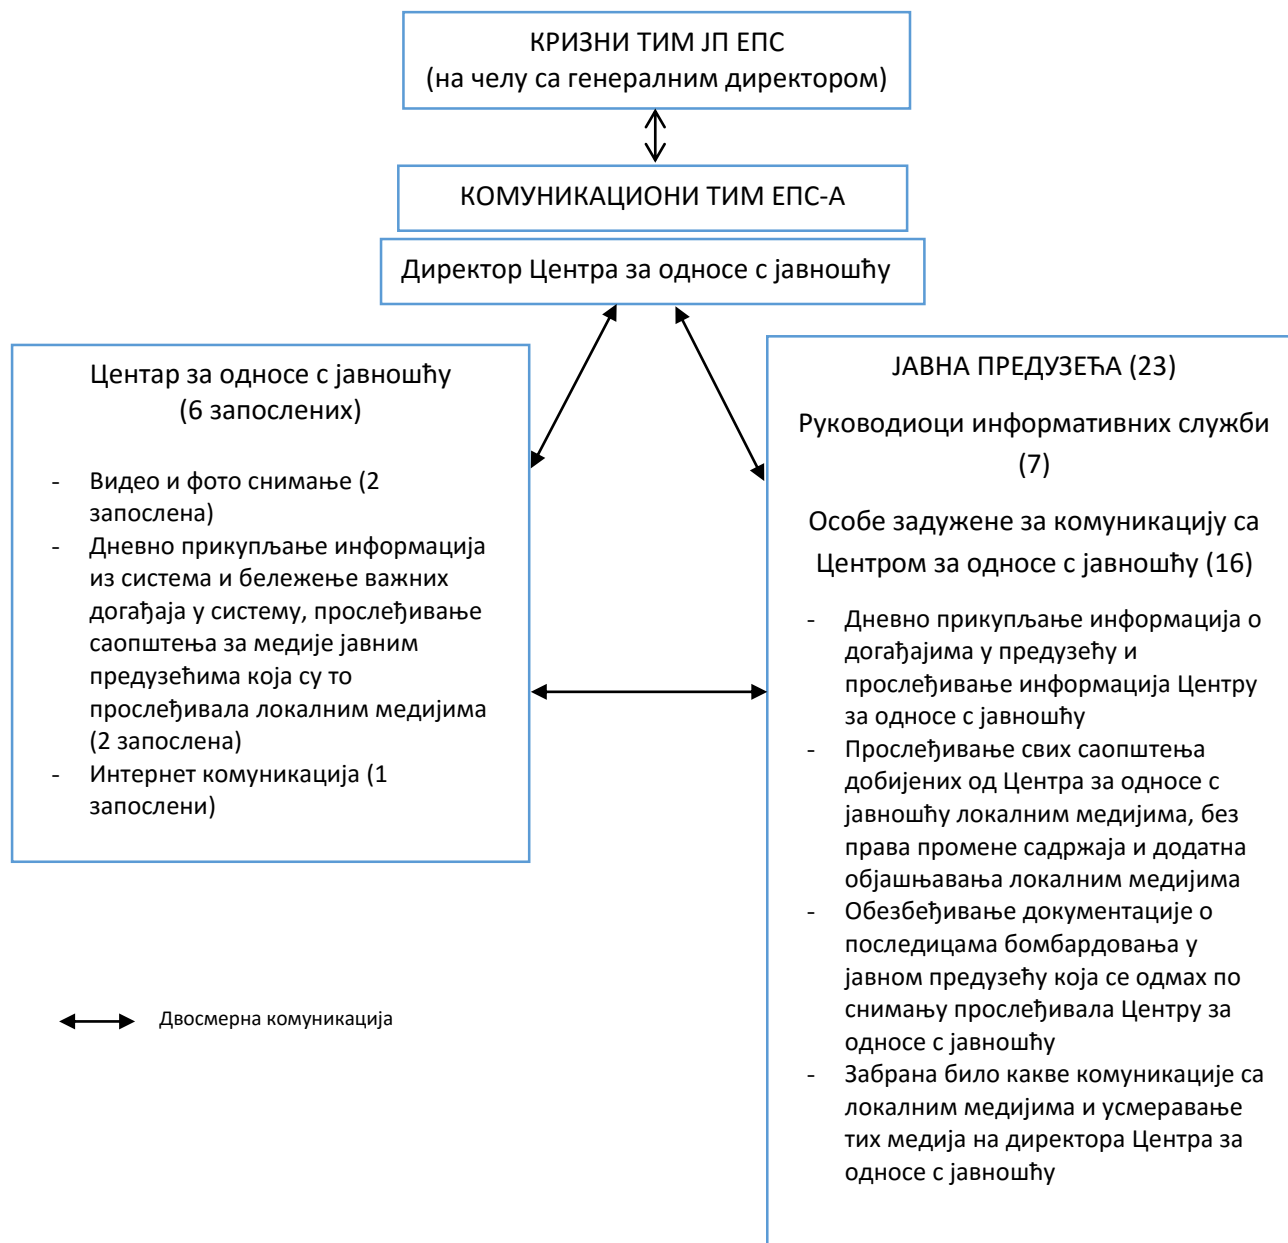 КРИЗНИ ТИМ ЈП ЕПС
(на челу са генералним директором)
КОМУНИКАЦИОНИ ТИМ ЕПС-А
Директор Центра за односе с јавношћу
Центар за односе с јавношћу
(6 запослених)
- Видео и фото снимање (2
запослена)
- Дневно прикупљање информација
из система и бележење важних
догађаја у систему, прослеђивање
саопштења за медије јавним
предузећима која су то
прослеђивала локалним медијима
(2 запослена)
- Интернет комуникација (1
запослени)
ЈАВНА ПРЕДУЗЕЋА (23)
Руководиоци информативних служби
(7)
Особе задужене за комуникацију са
Центром за односе с јавношћу (16)
- Дневно прикупљање информација о
догађајима у предузећу и
прослеђивање информација Центру
за односе с јавношћу
- Прослеђивање свих саопштења
добијених од Центра за односе с
јавношћу локалним медијима, без
права промене садржаја и додатна
објашњавања локалним медијима
- Обезбеђивање документације о
последицама бомбардовања у
јавном предузећу која се одмах по
снимању прослеђивала Центру за
односе с јавношћу
- Забрана било какве комуникације са
локалним медијима и усмеравање
тих медија на директора Центра за
односе с јавношћу
Двосмерна комуникација